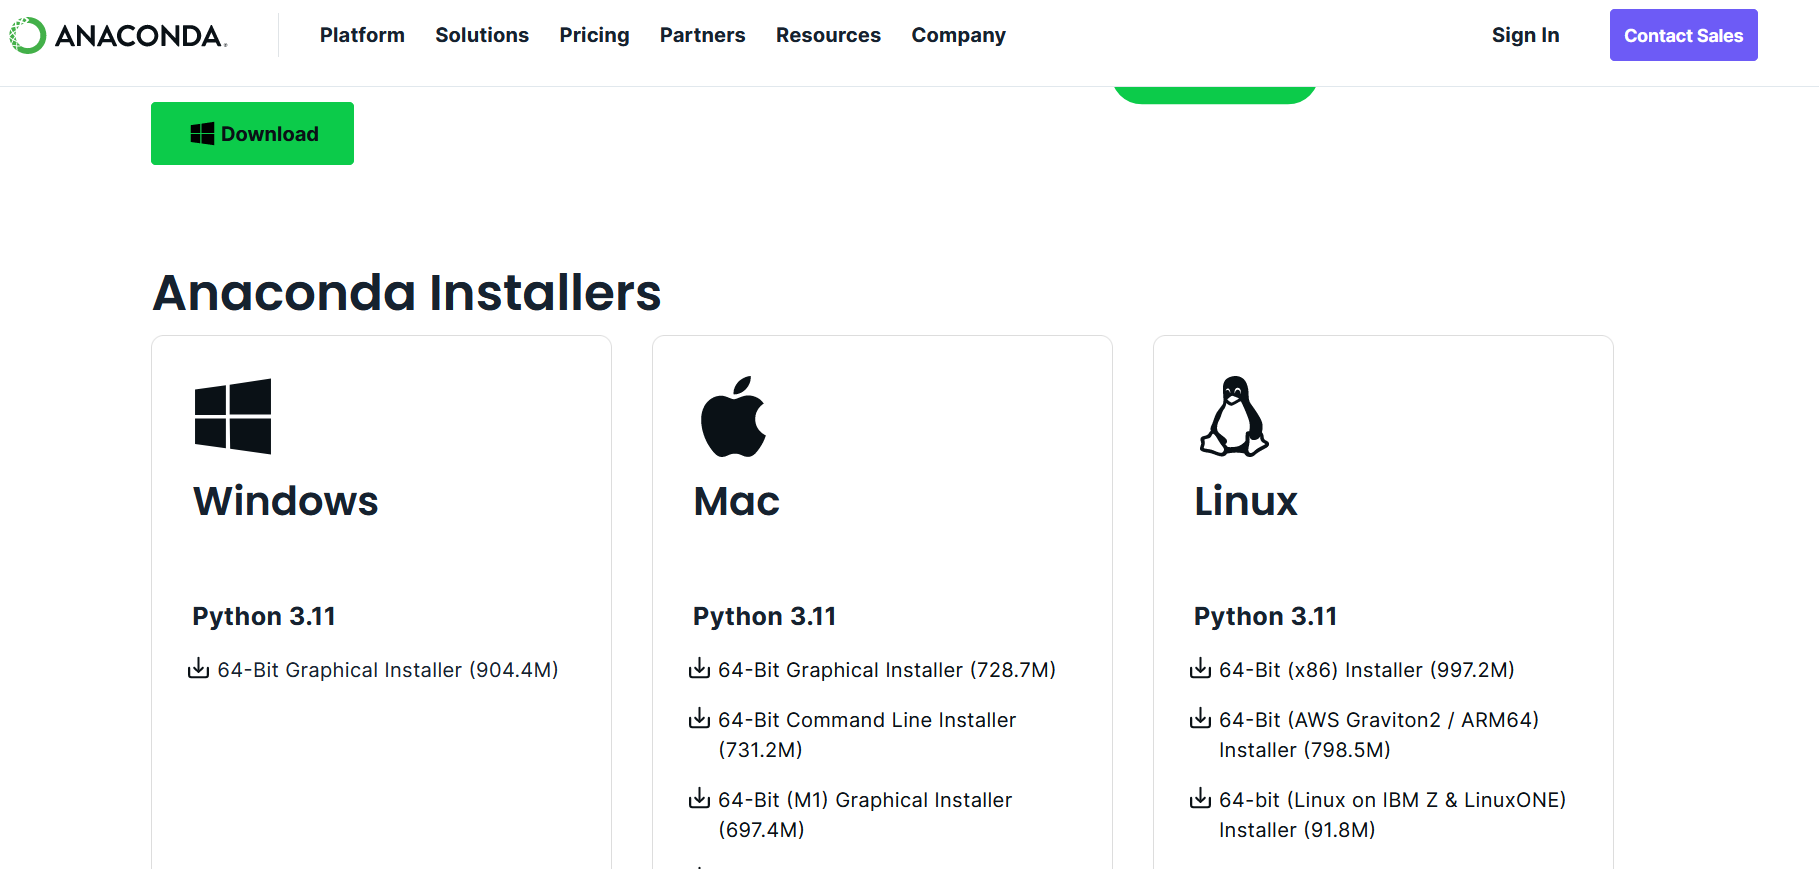 ANACONDA.
Platform
Solutions
Pricing
Partners
Resources
Company
Sign In
Contact Sales
Download
Anaconda Installers
Windows
Python 3.11
64-Bit Graphical Installer (904.4M)
Mac
Python 3.11
64-Bit Graphical Installer (728.7M)
64-Bit Command Line Installer
(731.2M)
64-Bit (M1) Graphical Installer
(697.4M)
Linux
Python 3.11
64-Bit (x86) Installer (997.2M)
64-Bit (AWS Graviton2 / ARM64)
Installer (798.5M)
64-bit (Linux on IBM Z & LinuxONE)
Installer (91.8M)